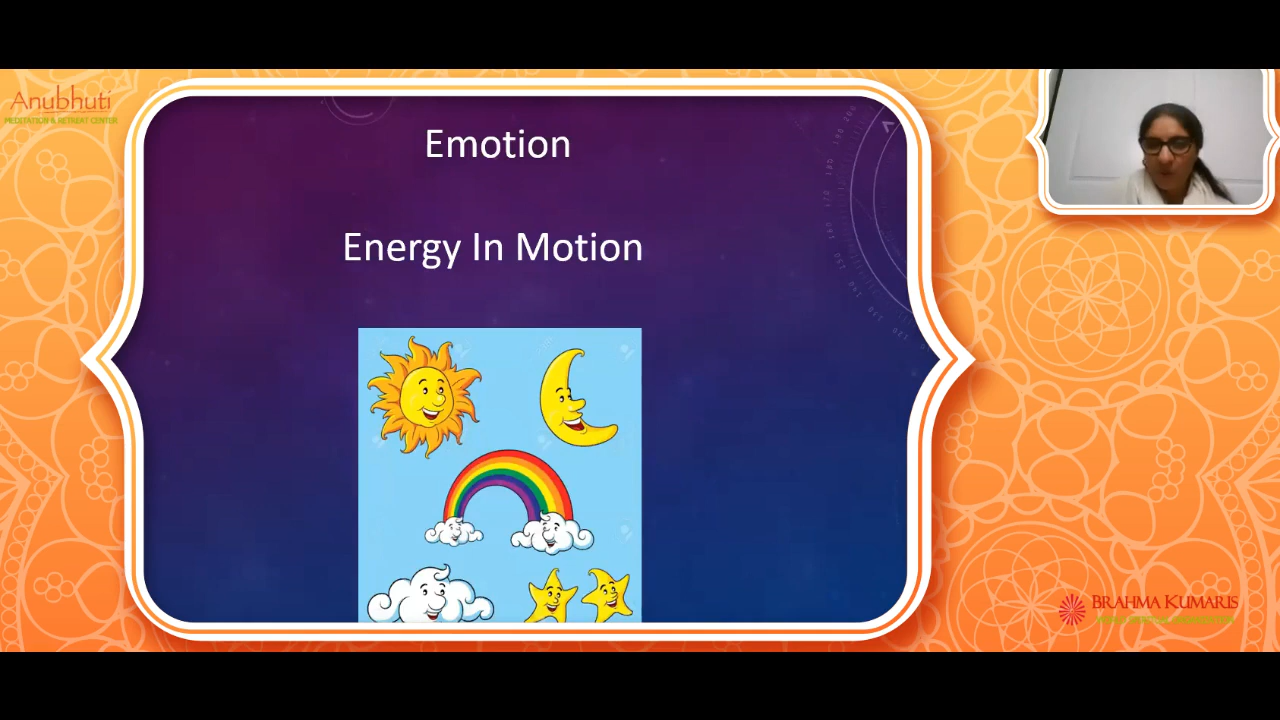 Anubhuti
MEDITATION & RETREAT CENTER
Emotion
Energy In Motion
BRAHMA KUMARIS